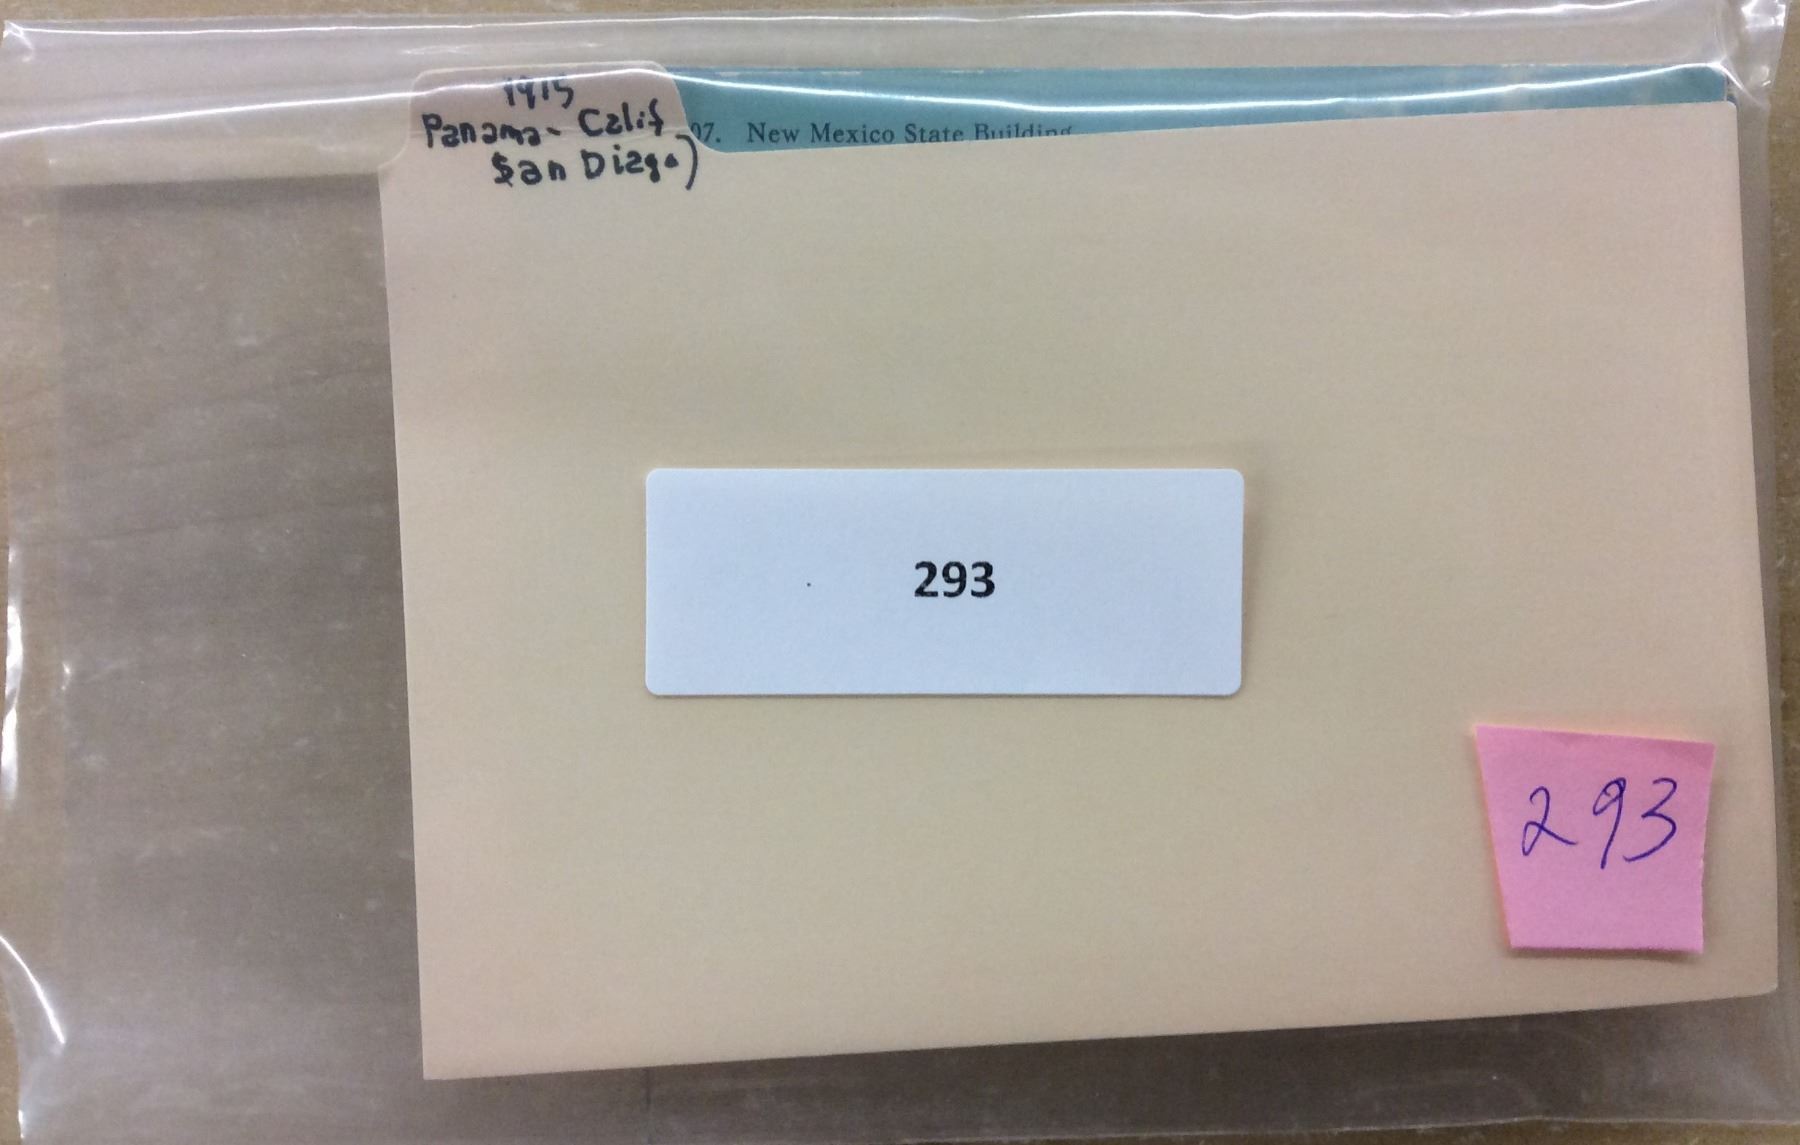 1915
Panama- Calif
San Diego)
07. New Mexico State Building
293
293